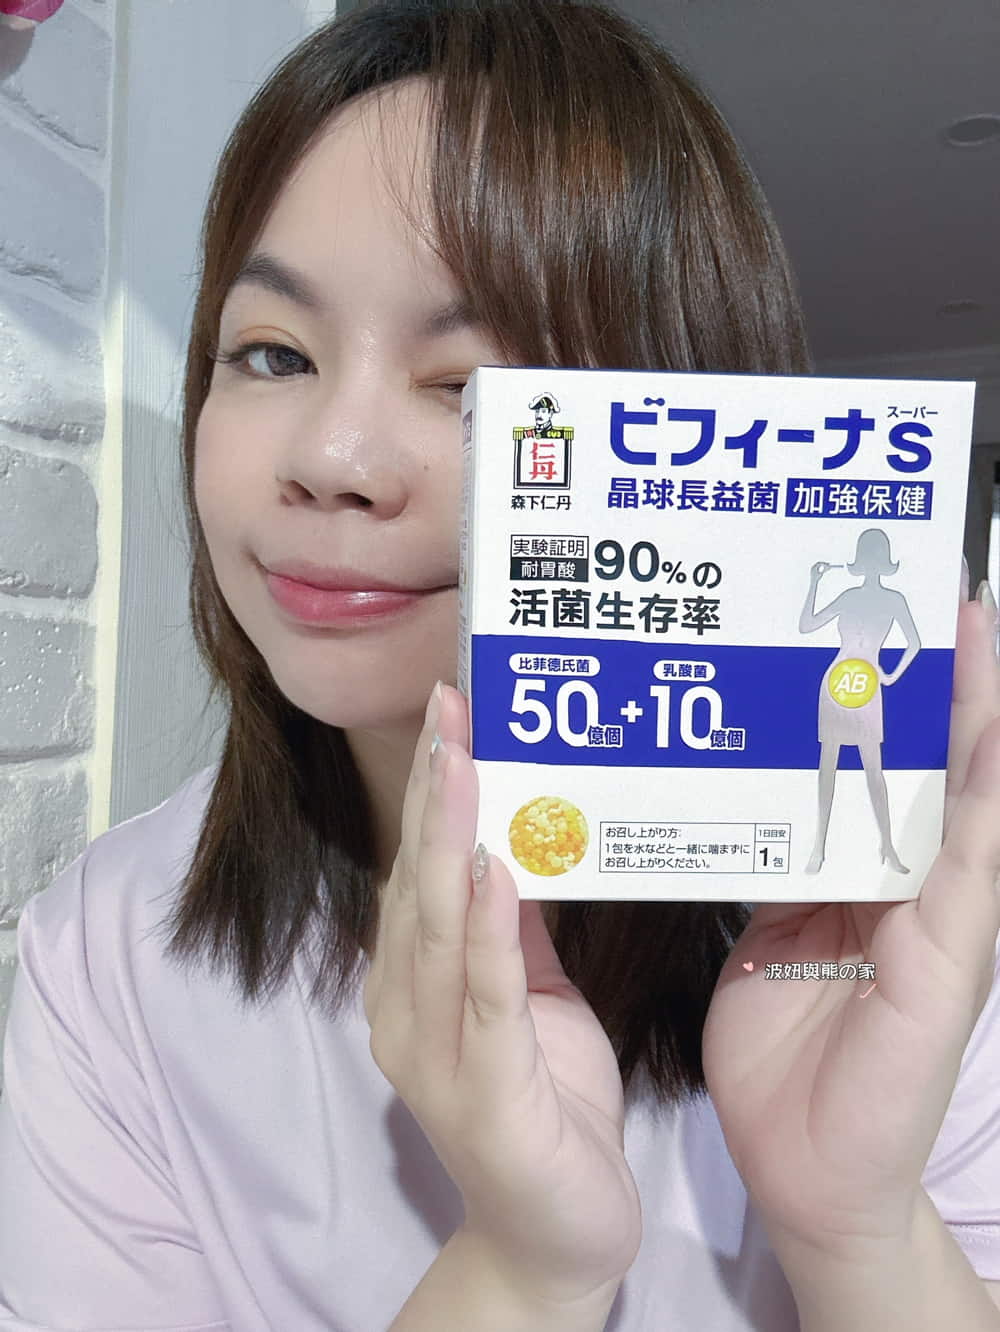 仁丹
森下仁丹
スーパー
ビフィーナS
晶球長益菌 加強保健
実験証明
耐胃酸
90%の
活菌生存率
比菲德氏菌
50億個
+
乳酸菌
10億個
AB
お召し上がり方:
1包を水などと一緒に噛まずに
お召し上がりください。
1日目安
1包
波妞與熊の家